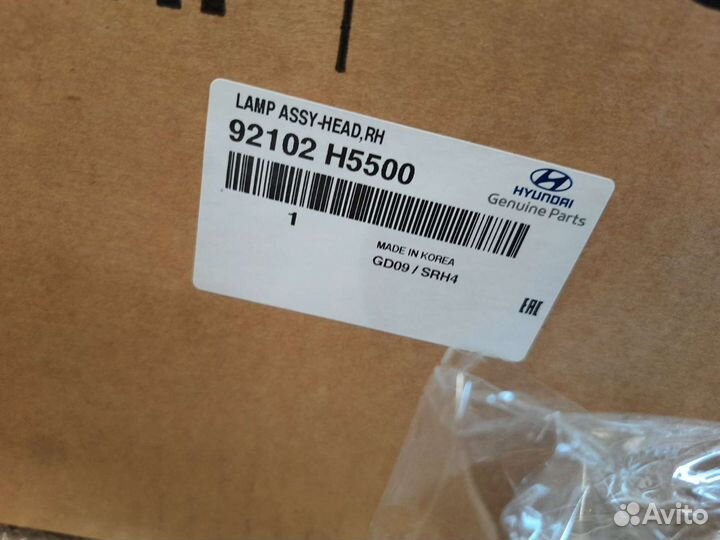 LAMP ASSY-HEAD,RH
92102 H5500
HYUNDAI
Genuine Parts
1
MADE IN KOREA
GD09 / SRH4
EAC
Avito